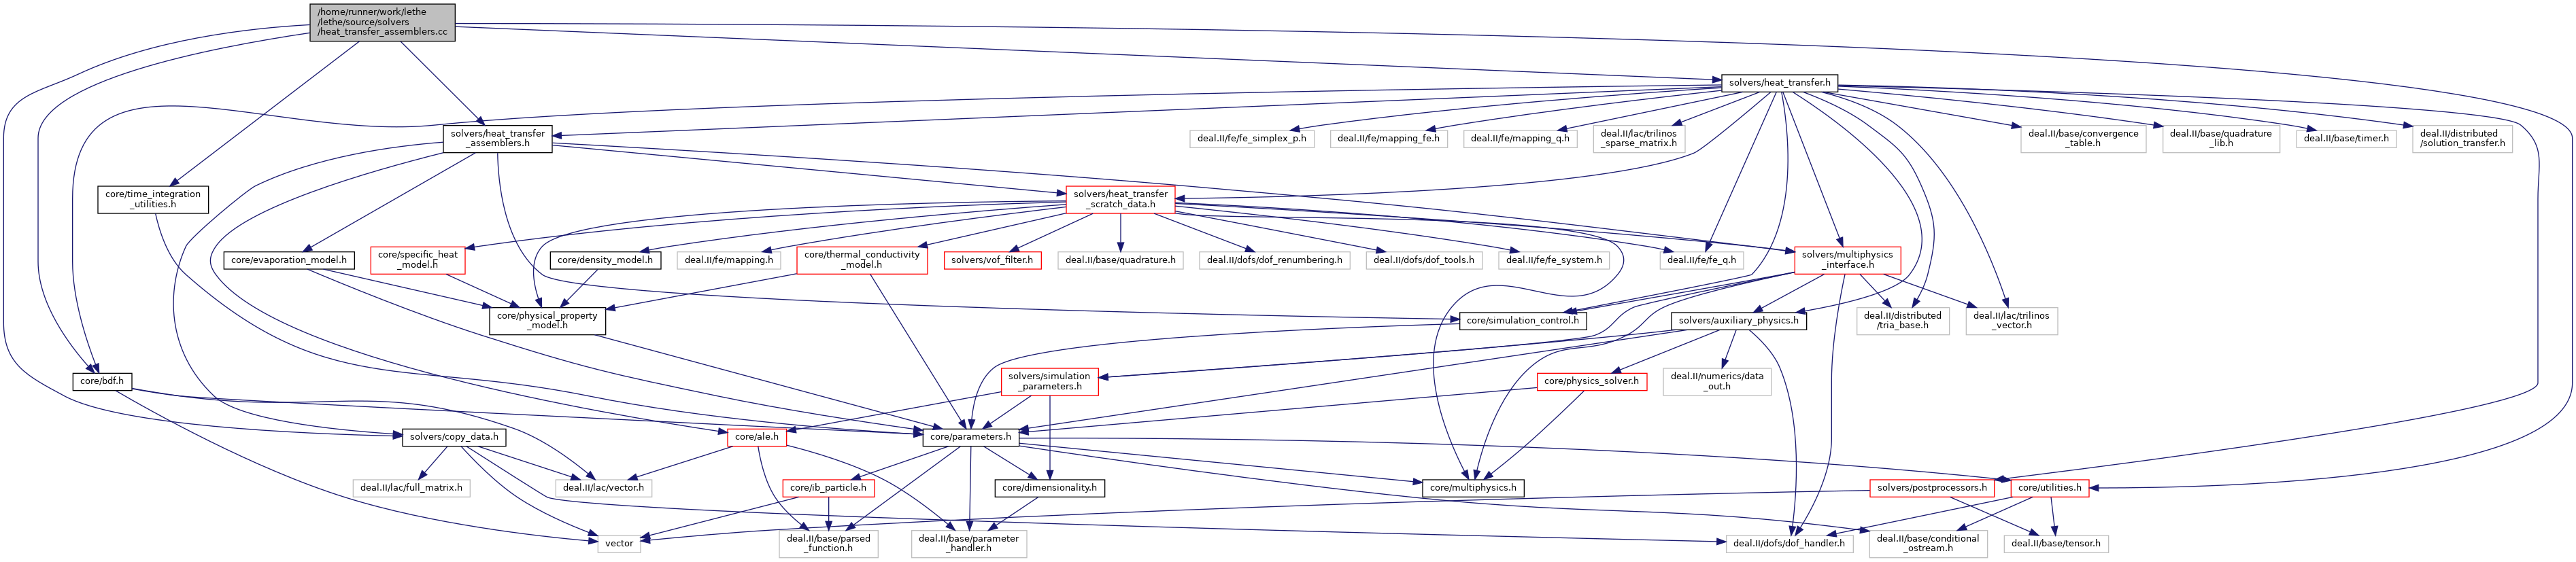 /home/runner/work/lethe
/lethe/source/solvers
/heat_transfer_assemblers.cc
solvers/heat_transfer.h
solvers/heat_transfer
_assemblers.h
deal.II/fe/fe_simplex_p.h
deal.II/fe/mapping_fe.h
deal.II/fe/mapping_q.h
deal.II/lac/trilinos
_sparse_matrix.h
deal.II/base/convergence
_table.h
deal.II/base/quadrature
_lib.h
deal.II/base/timer.h
deal.II/distributed
/solution_transfer.h
core/time_integration
_utilities.h
solvers/heat_transfer
_scratch_data.h
core/evaporation_model.h
core/specific_heat
_model.h
core/density_model.h
deal.II/fe/mapping.h
core/thermal_conductivity
_model.h
solvers/vof_filter.h
deal.II/base/quadrature.h
deal.II/dofs/dof_renumbering.h
deal.II/dofs/dof_tools.h
deal.II/fe/fe_system.h
deal.II/fe/fe_q.h
solvers/multiphysics
_interface.h
core/physical_property
_model.h
core/simulation_control.h
solvers/auxiliary_physics.h
deal.II/distributed
/tria_base.h
deal.II/lac/trilinos
_vector.h
core/bdf.h
solvers/simulation
_parameters.h
core/physics_solver.h
deal.II/numerics/data
_out.h
solvers/copy_data.h
core/ale.h
core/parameters.h
deal.II/lac/full_matrix.h
deal.II/lac/vector.h
core/ib_particle.h
core/dimensionality.h
core/multiphysics.h
solvers/postprocessors.h
core/utilities.h
vector
deal.II/base/parsed
_function.h
deal.II/base/parameter
_handler.h
deal.II/dofs/dof_handler.h
deal.II/base/conditional
_ostream.h
deal.II/base/tensor.h